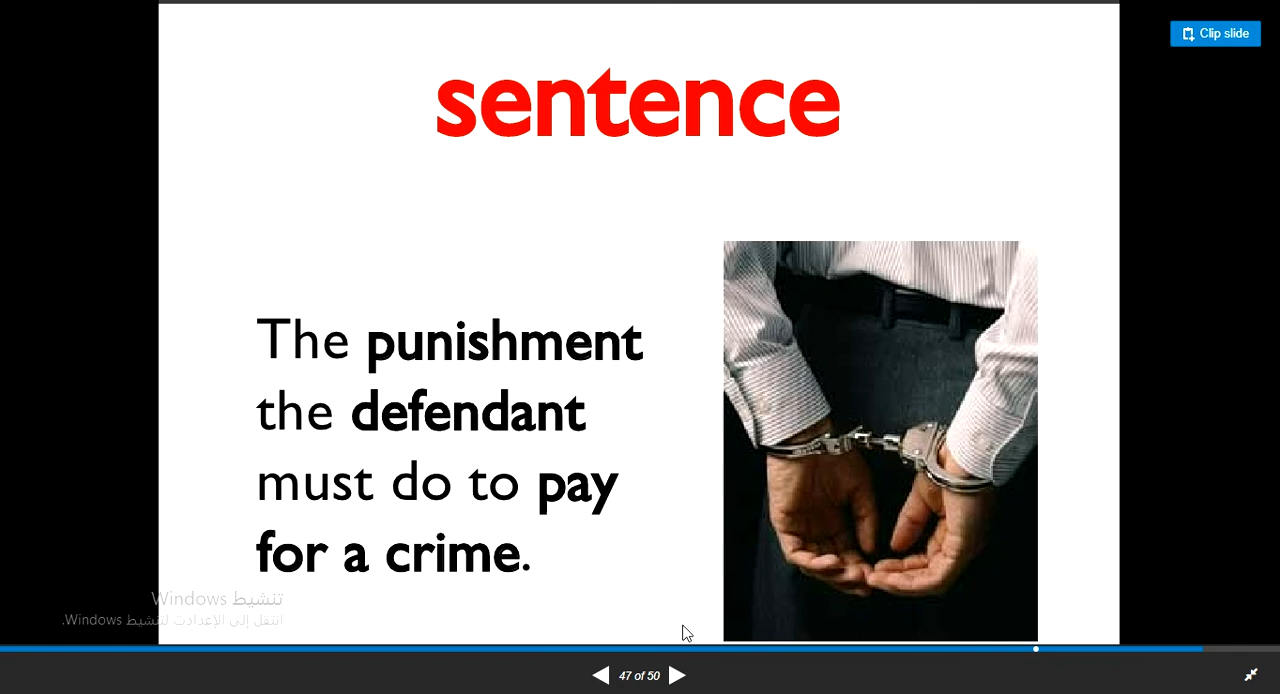 Clip slide
sentence
The punishment
the defendant
must do to pay
for a crime.
تنشيط Windows
انتقل إلى الإعدادت لتنشيط Windows.
47 of 50